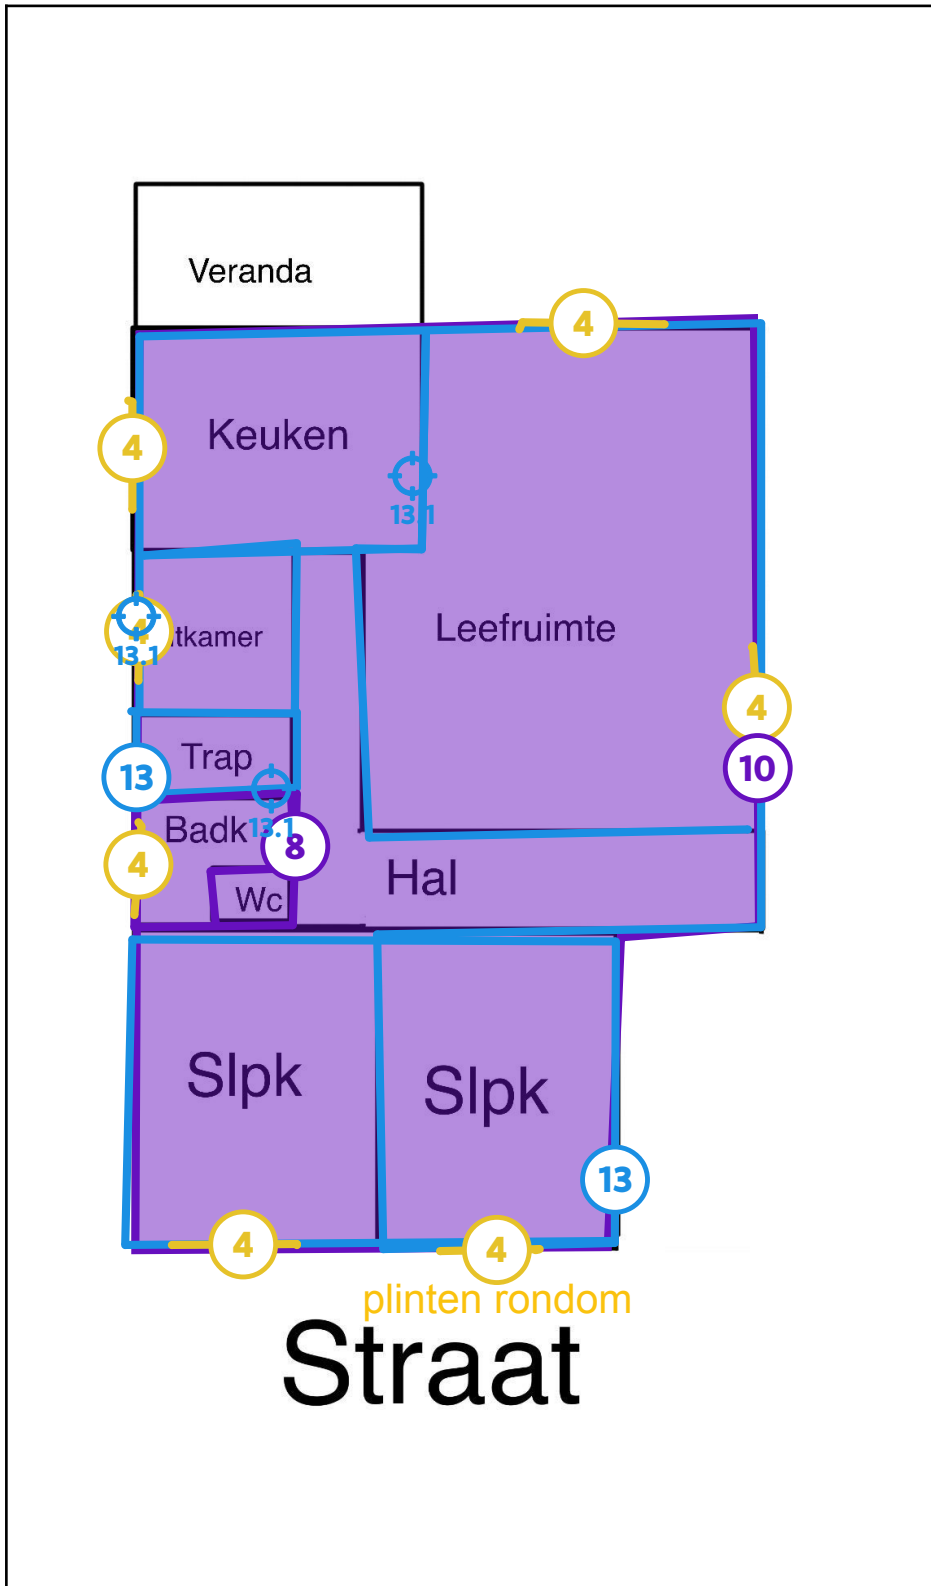 Veranda
4
Keuken
4
13.1
Leefruimte
tkamer
13.1
4
Trap
13
10
Badk
13.1
8
4
Wc
Hal
Slpk
Slpk
13
4
4
plinten rondom
Straat